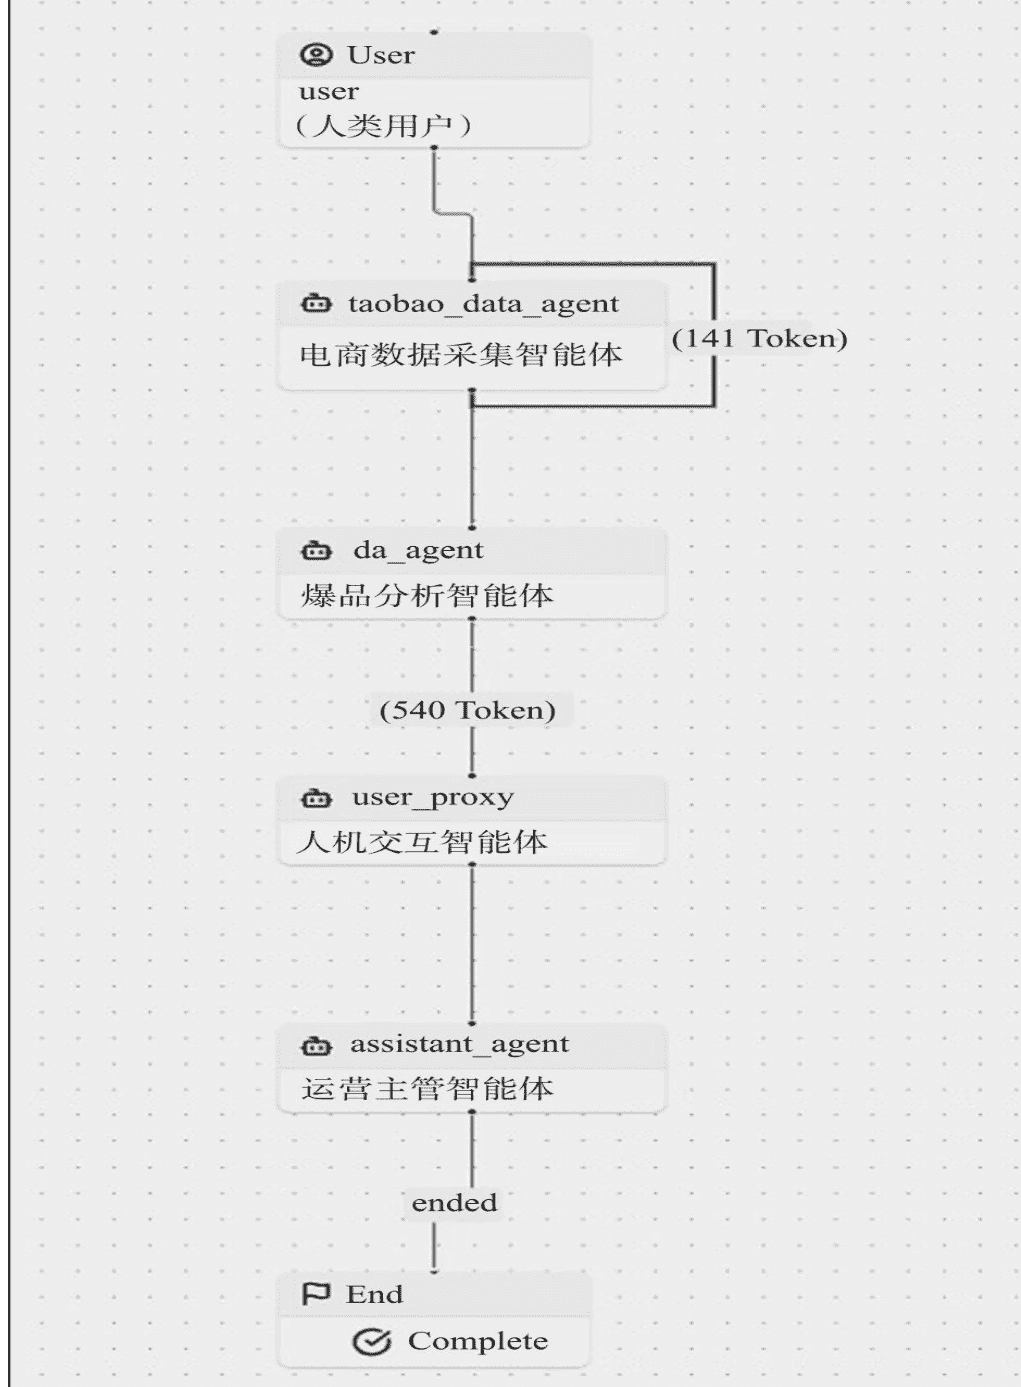 User
user
（人类用户）
taobao_data_agent
电商数据采集智能体
(141 Token)
da_agent
爆品分析智能体
(540 Token)
user_proxy
人机交互智能体
assistant_agent
运营主管智能体
ended
End
Complete